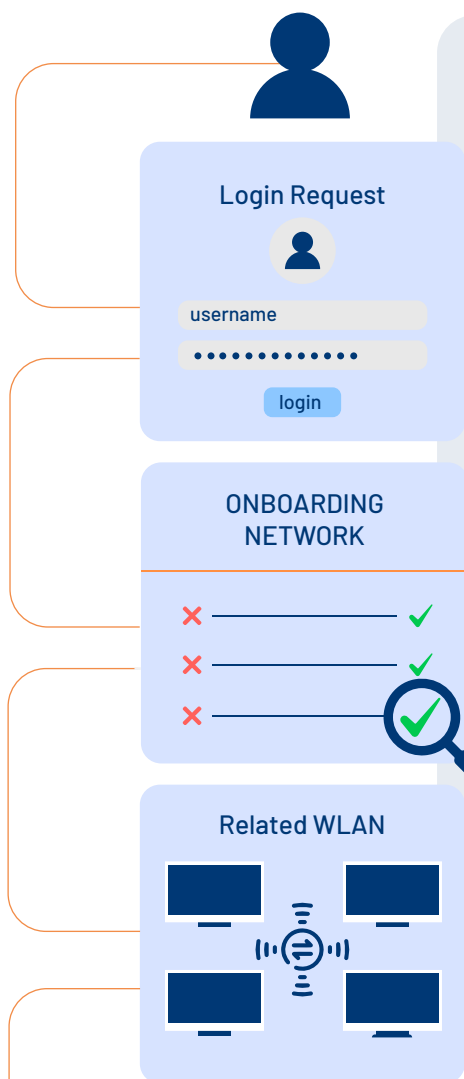 Login Request
username
login
ONBOARDING
NETWORK
Related WLAN